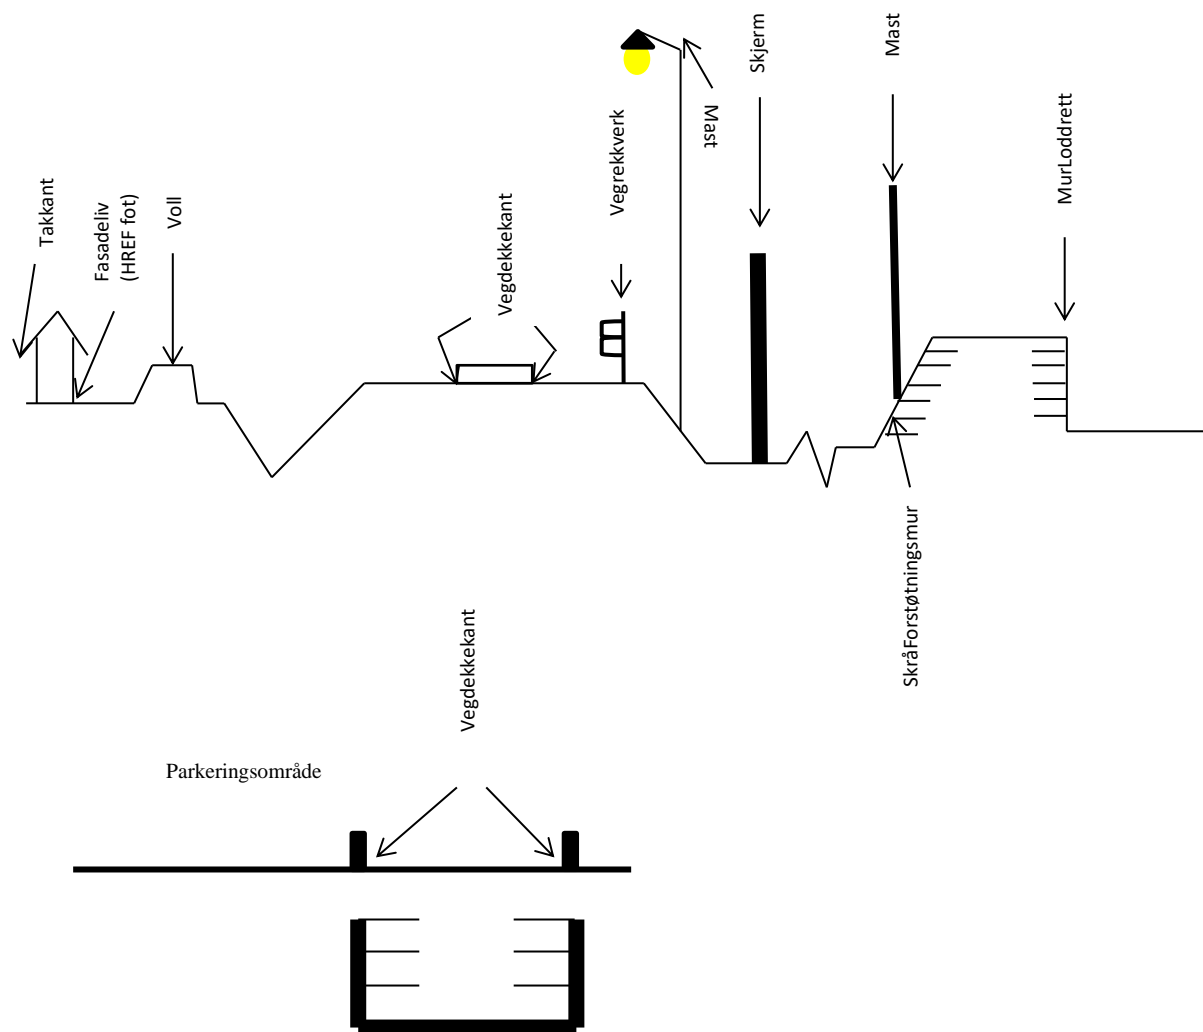 Takkant
Fasadeliv
(HREF fot)
Voll
Vegdekkekant
Vegrekkverk
Mast
Skjerm
Mast
MurLoddrett
SkråForstøtningsmur
Vegdekkekant
Parkeringsområde